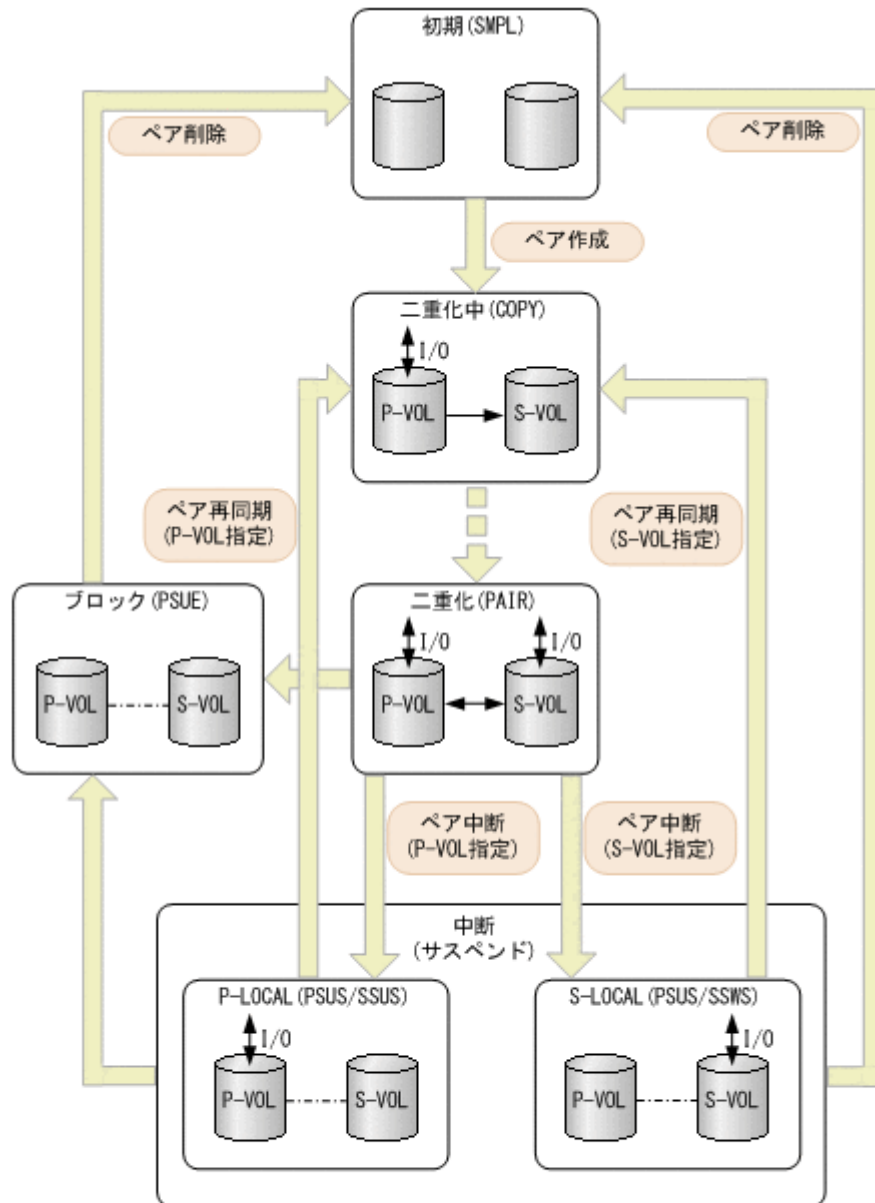 初期(SMPL)
ペア削除
ペア削除
ペア作成
二重化中(COPY)
I/O
P-VOL
S-VOL
ペア再同期
(P-VOL指定)
ペア再同期
(S-VOL指定)
ブロック(PSUE)
P-VOL
S-VOL
二重化(PAIR)
I/O
I/O
P-VOL
S-VOL
ペア中断
(P-VOL指定)
ペア中断
(S-VOL指定)
中断
(サスペンド)
P-LOCAL(PSUS/SSUS)
I/O
P-VOL
S-VOL
S-LOCAL(PSUS/SSWS)
I/O
P-VOL
S-VOL